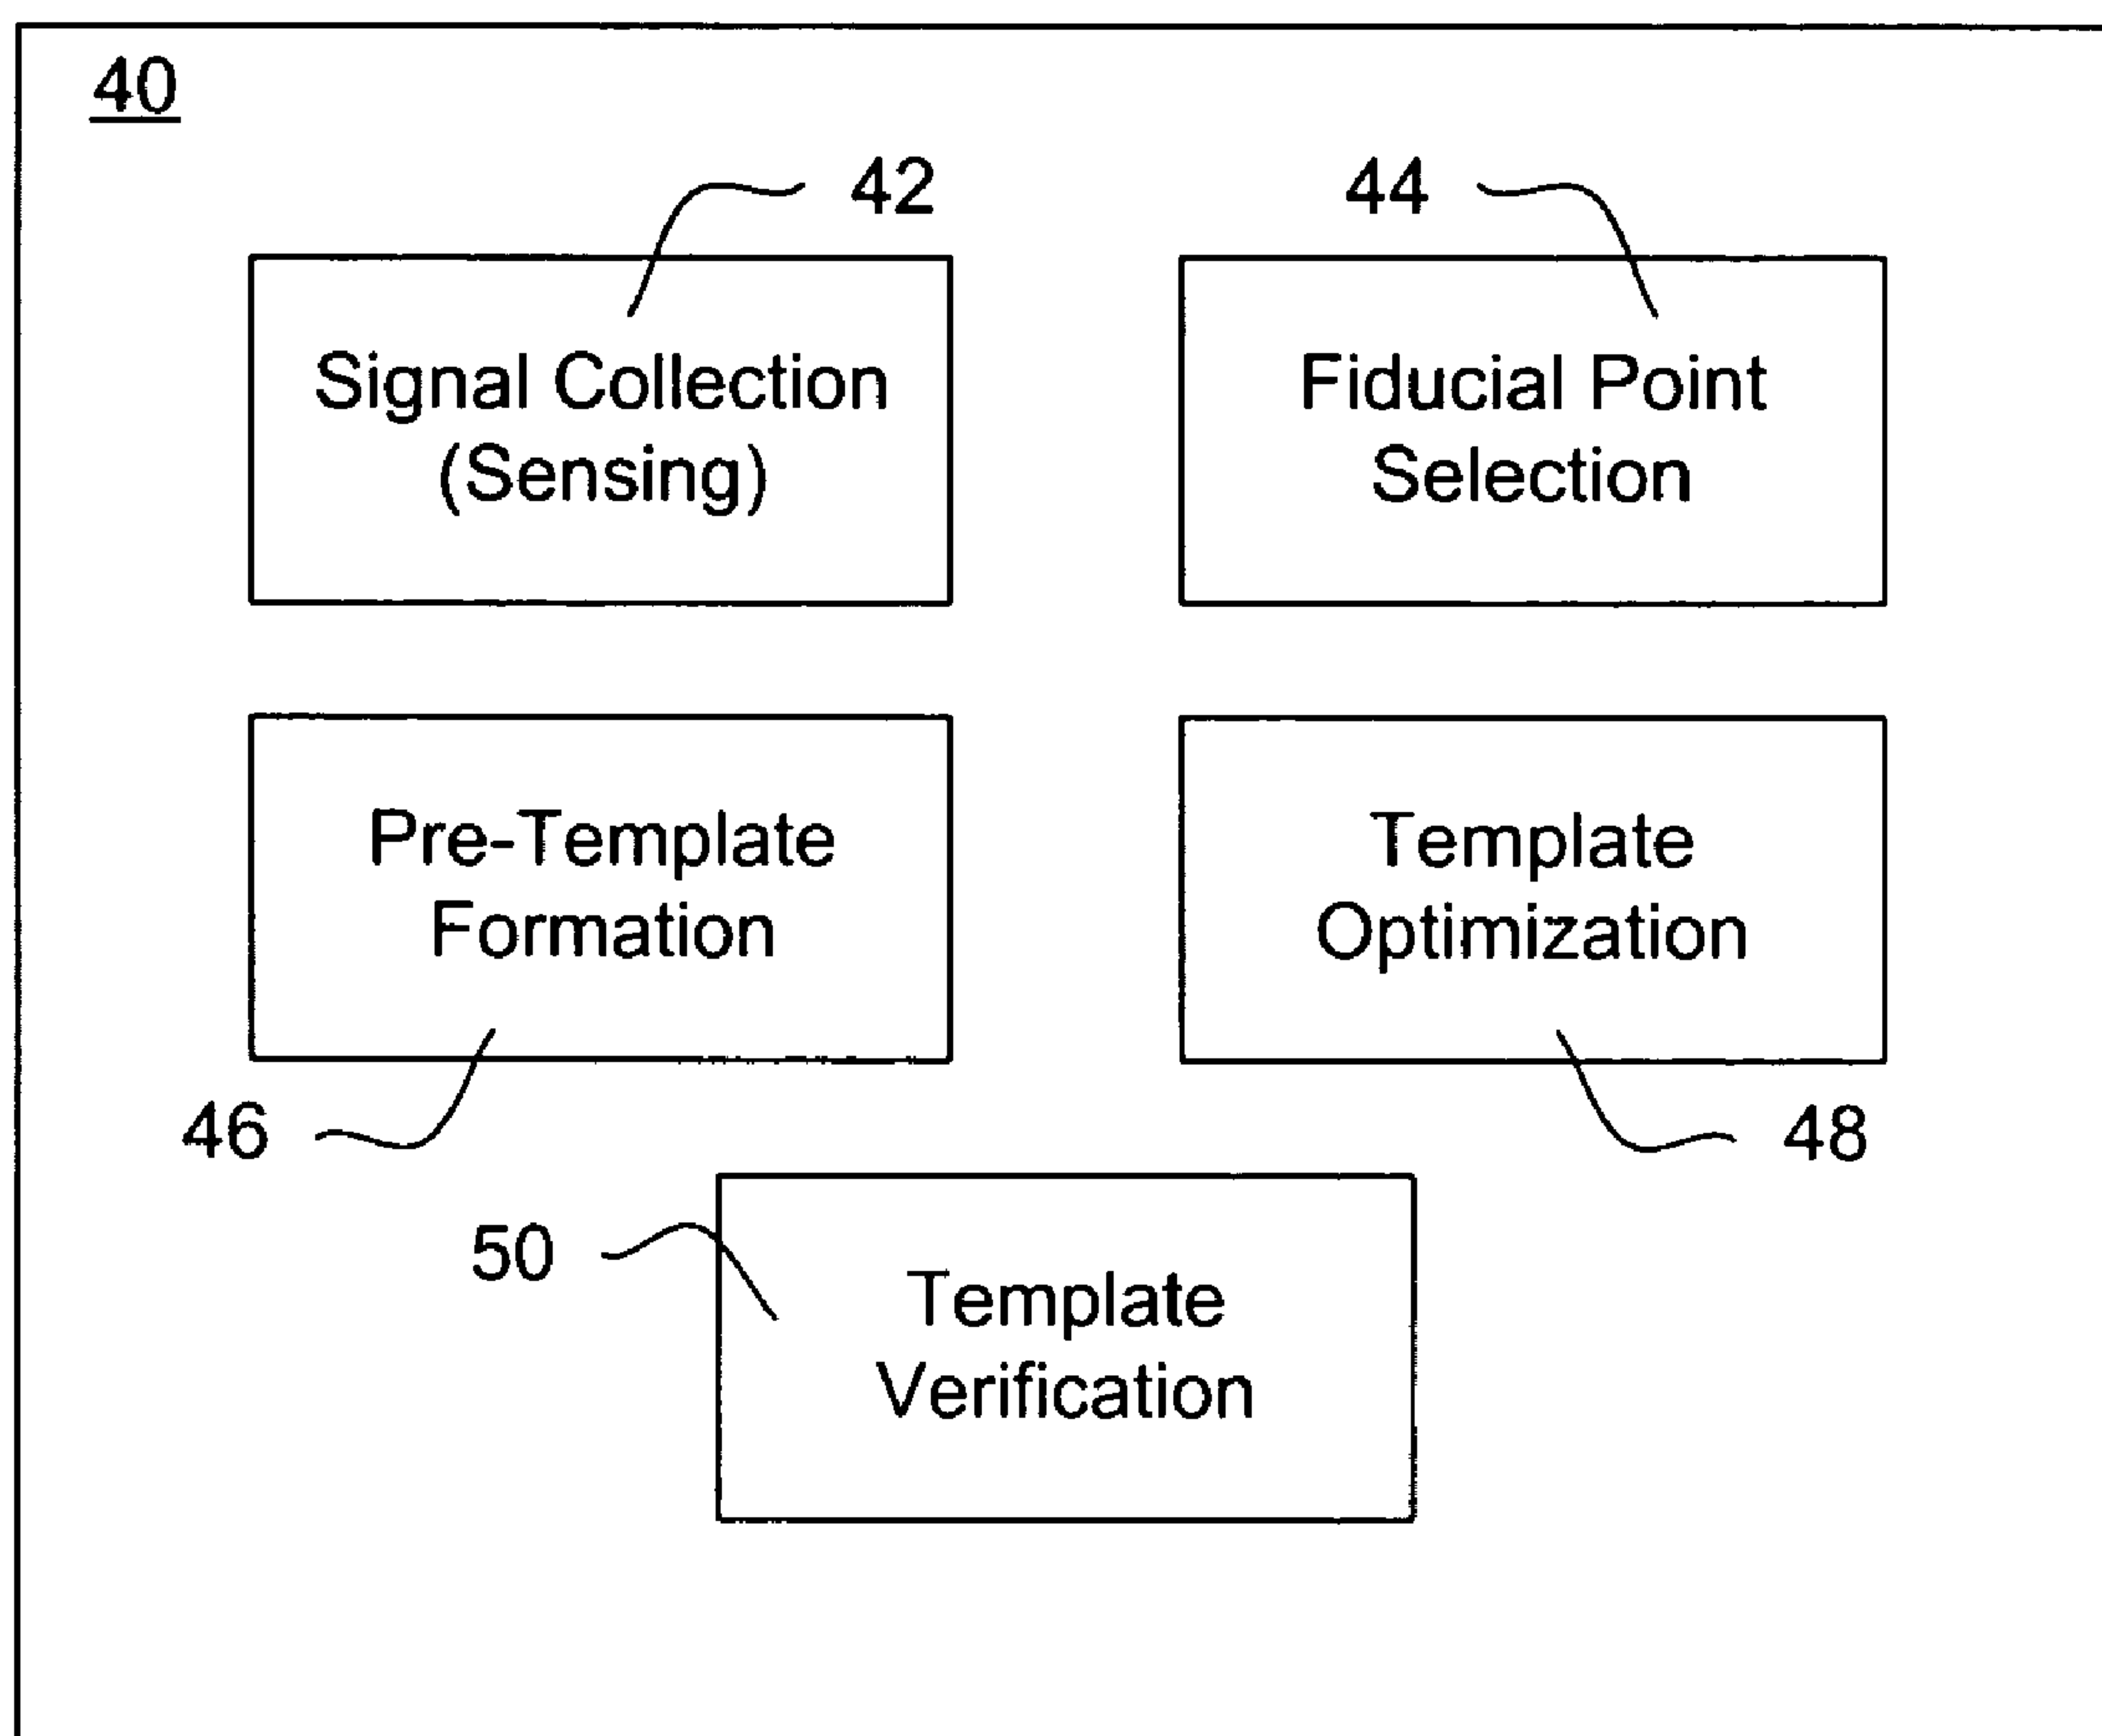 40
42
44
Signal Collection
(Sensing)
Fiducial Point
Selection
Pre-Template
Formation
Template
Optimization
46
48
50
Template
Verification